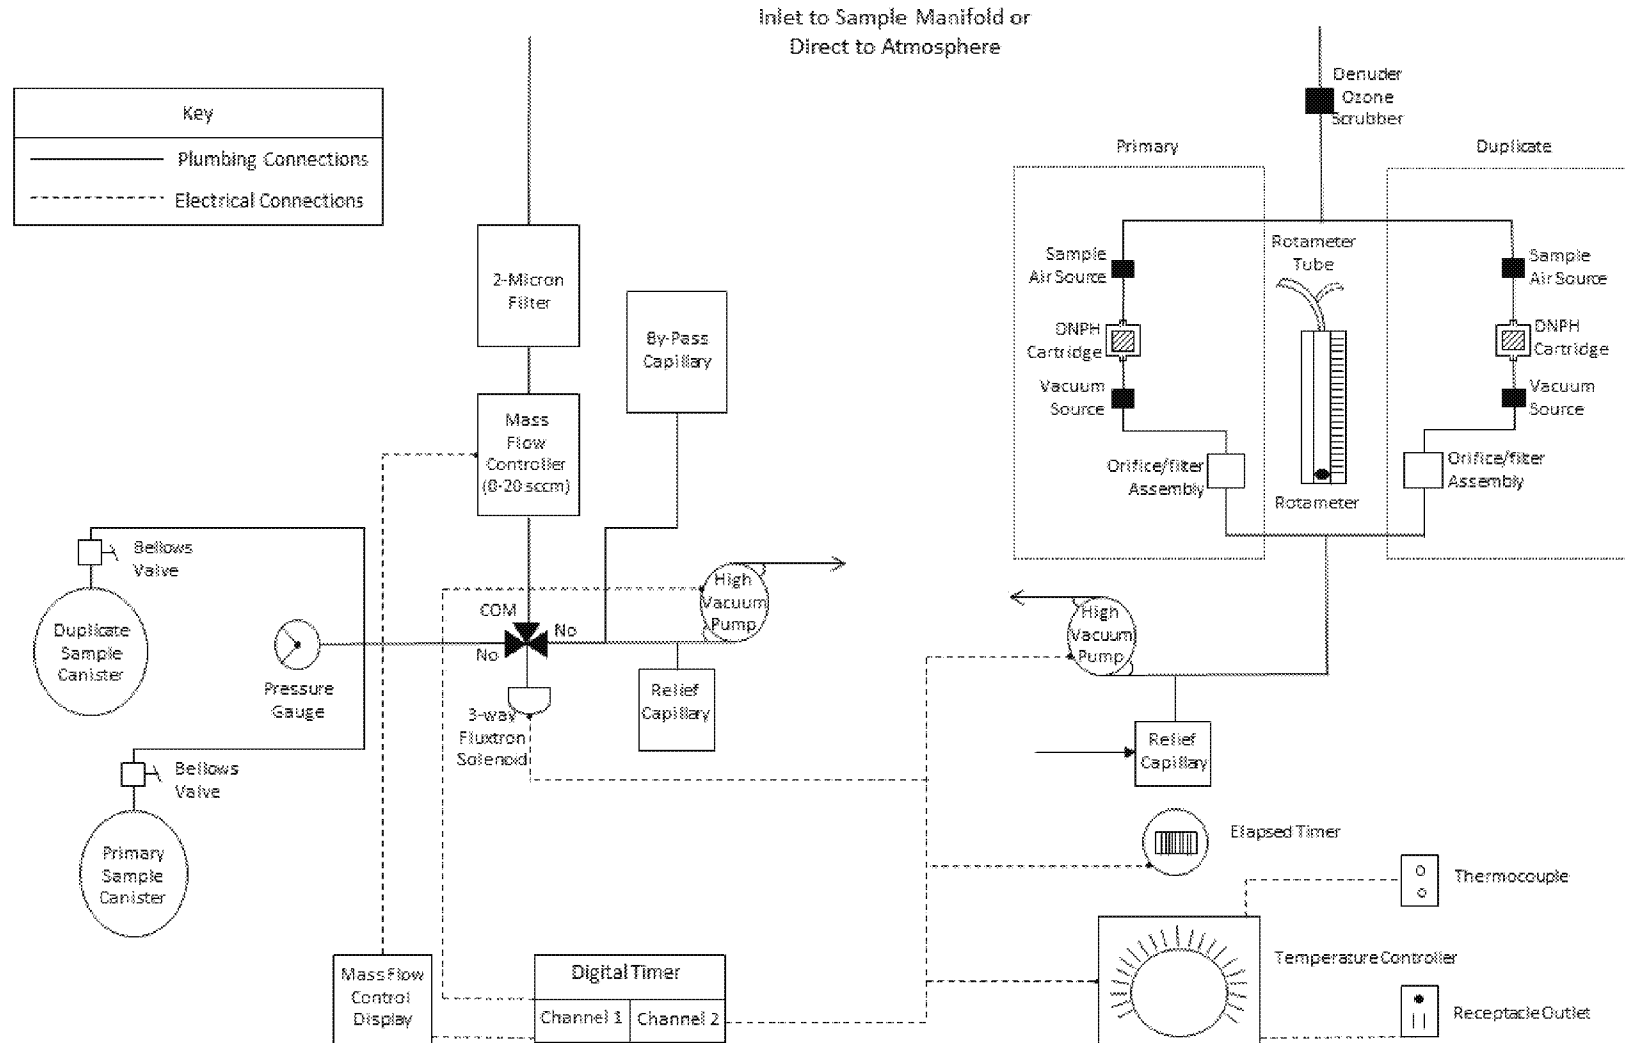 Inlet to Sample Manifold or
Direct to Atmosphere
Key
Plumbing Connections
Electrical Connections
Denuder
Ozone
Scrubber
Primary
Duplicate
2-Micron
Filter
By-Pass
Capillary
Sample
Air Source
Rotameter
Tube
Sample
Air Source
DNPH
Cartridge
DNPH
Cartridge
Vacuum
Source
Vacuum
Source
Mass
Flow
Controller
(0-20 sccm)
Orifice/filter
Assembly
Rotameter
Orifice/filter
Assembly
Bellows
Valve
High
Vacuum
Pump
COM
No
No
High
Vacuum
Pump
Duplicate
Sample
Canister
Pressure
Gauge
Relief
Capillary
3-way
Fluxtron
Solenoid
Relief
Capillary
Bellows
Valve
Elapsed Timer
Primary
Sample
Canister
Thermocouple
Temperature Controller
Mass Flow
Control
Display
Digital Timer
Channel 1
Channel 2
Receptacle Outlet